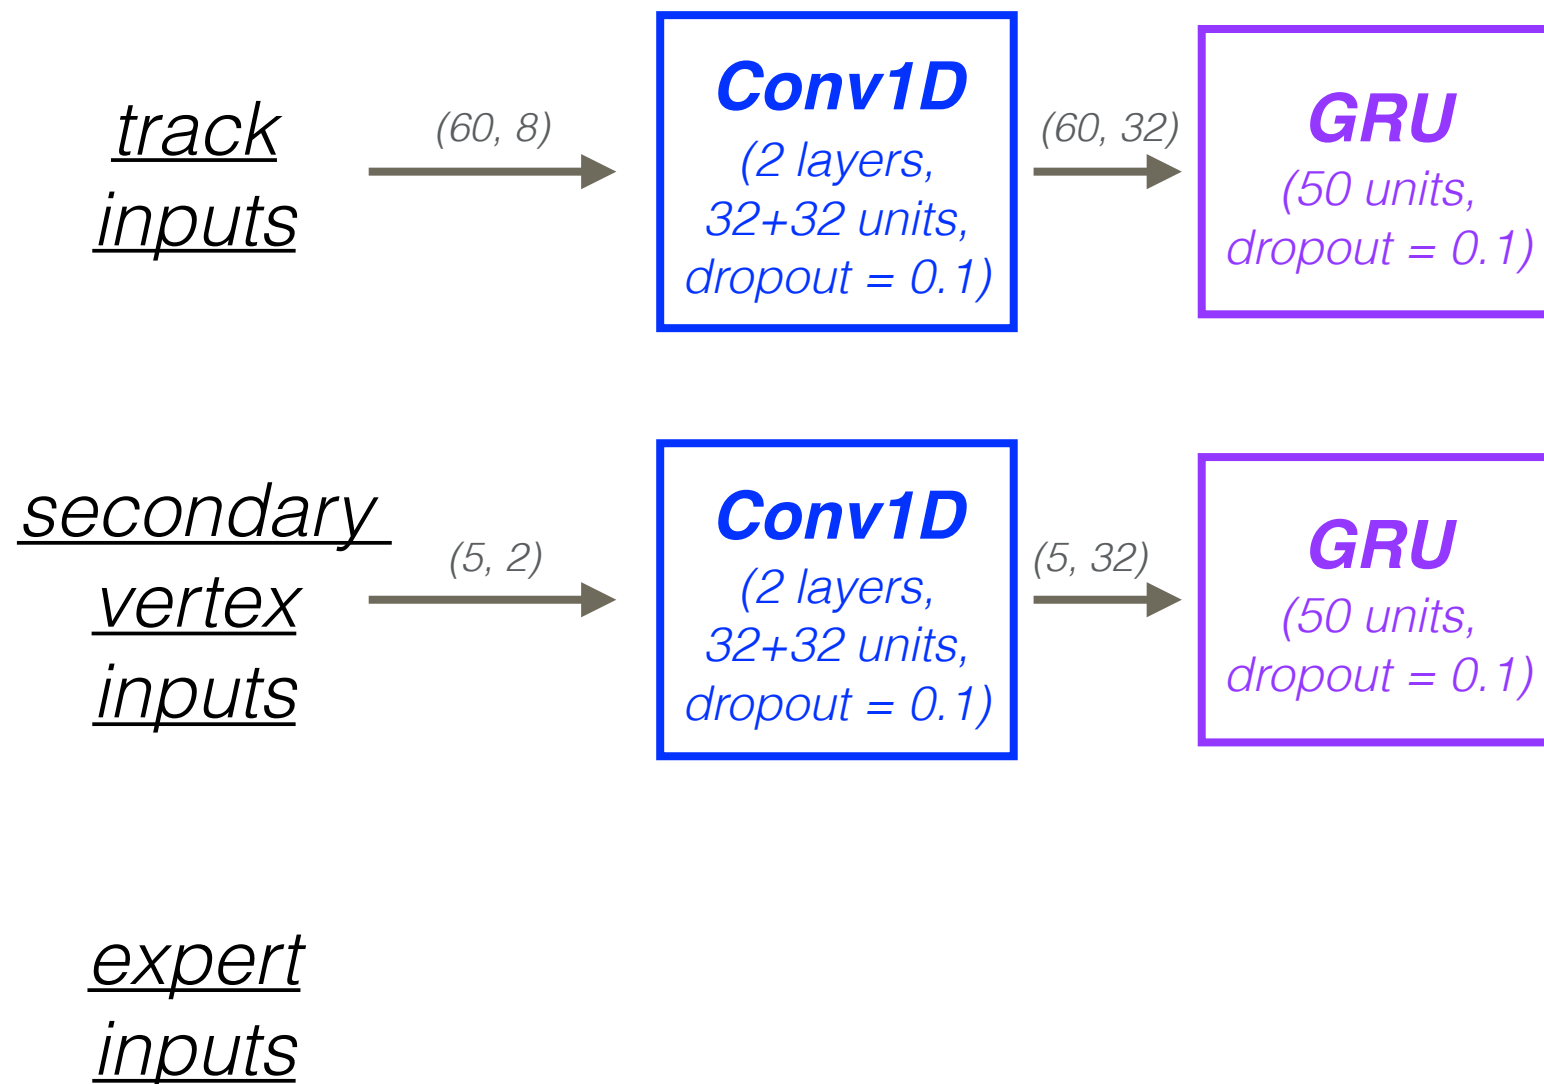 track
inputs
(60, 8)
Conv1D
(2 layers,
32+32 units,
dropout = 0.1)
(60, 32)
GRU
(50 units,
dropout = 0.1)
secondary
vertex
inputs
(5, 2)
Conv1D
(2 layers,
32+32 units,
dropout = 0.1)
(5, 32)
GRU
(50 units,
dropout = 0.1)
expert
inputs